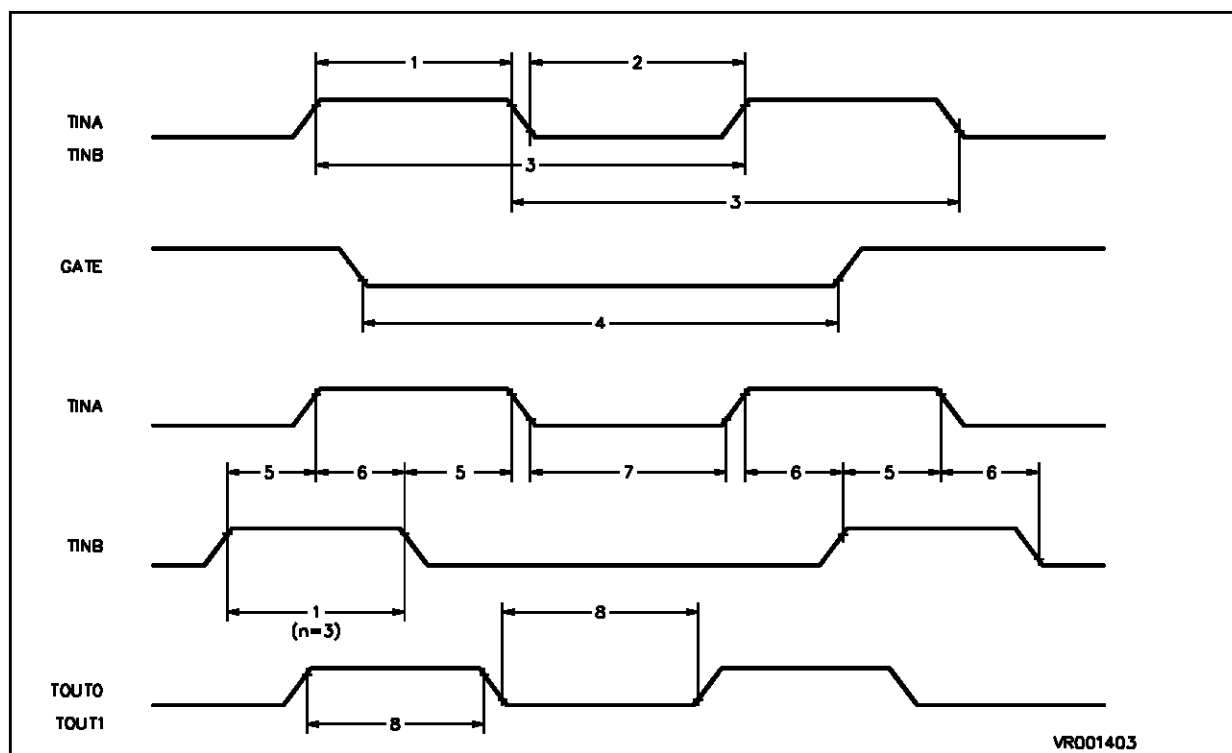 1
2
TINA
TINB
3
3
GATE
4
TINA
5 6 5 7 6 5 6
TINB
1
(n=3)
8
TOUT0
TOUT1
8
VR001403